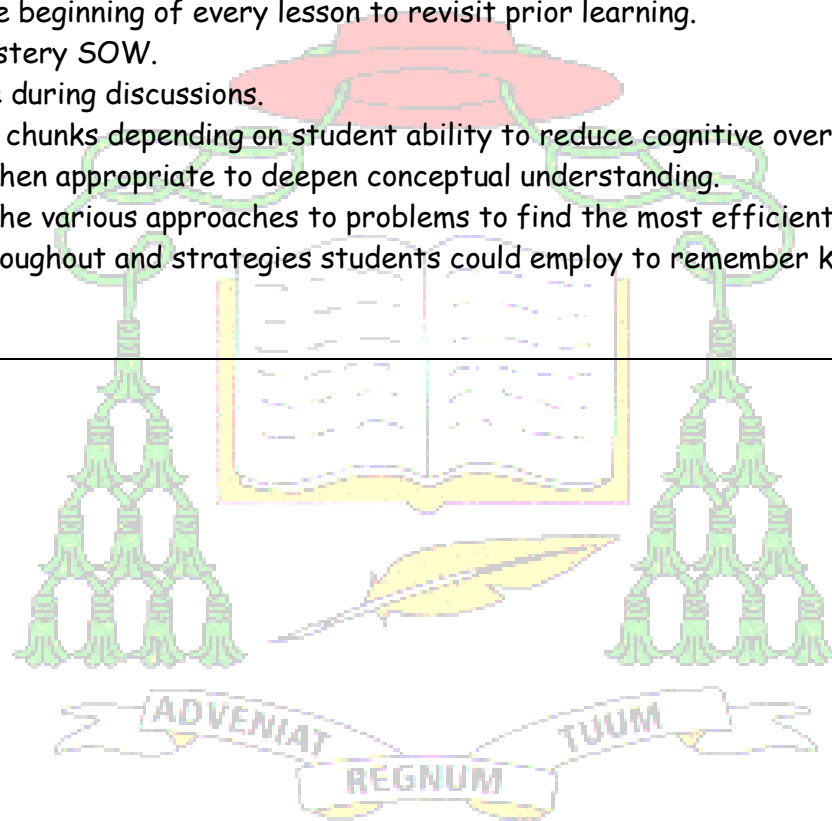 e beginning of every lesson to revisit prior learning.
stery SOW.
e during discussions.
chunks depending on student ability to reduce cognitive over
hen appropriate to deepen conceptual understanding.
he various approaches to problems to find the most efficient
oughout and strategies students could employ to remember k
ADVENIAT
REGNUM
TUUM